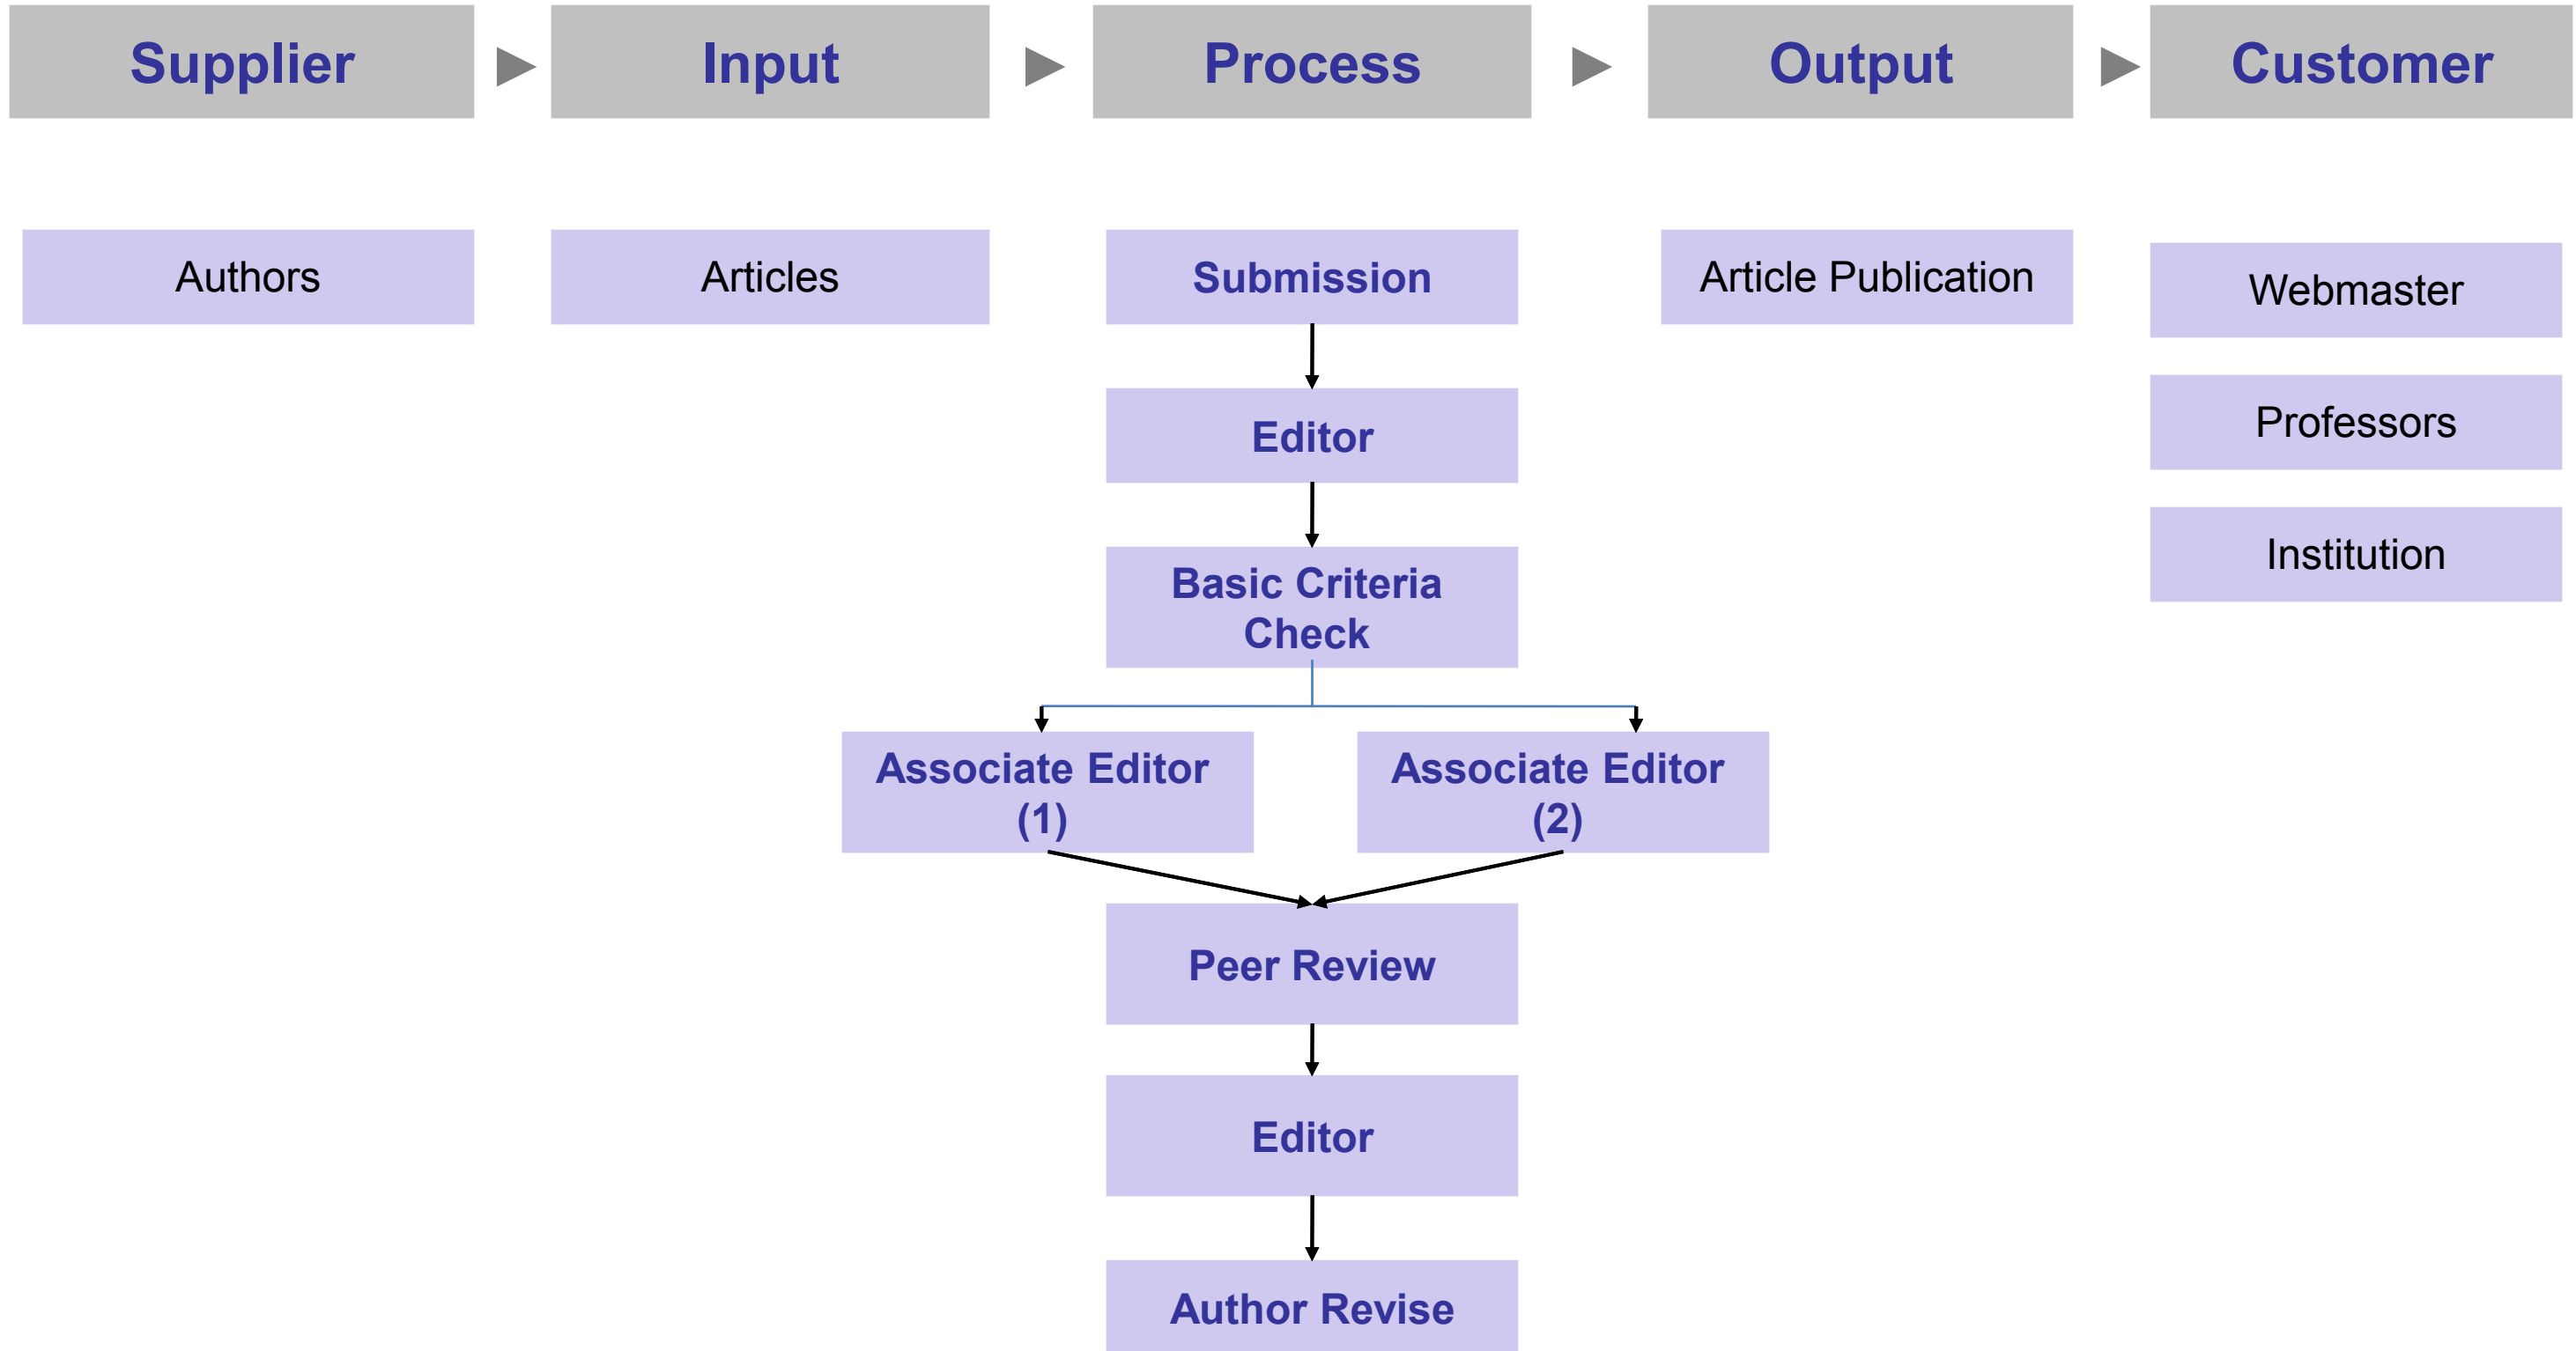 Supplier
Input
Process
Output
Customer
Authors
Articles
Submission
Article Publication
Webmaster
Editor
Professors
Basic Criteria
Check
Institution
Associate Editor
(1)
Associate Editor
(2)
Peer Review
Editor
Author Revise